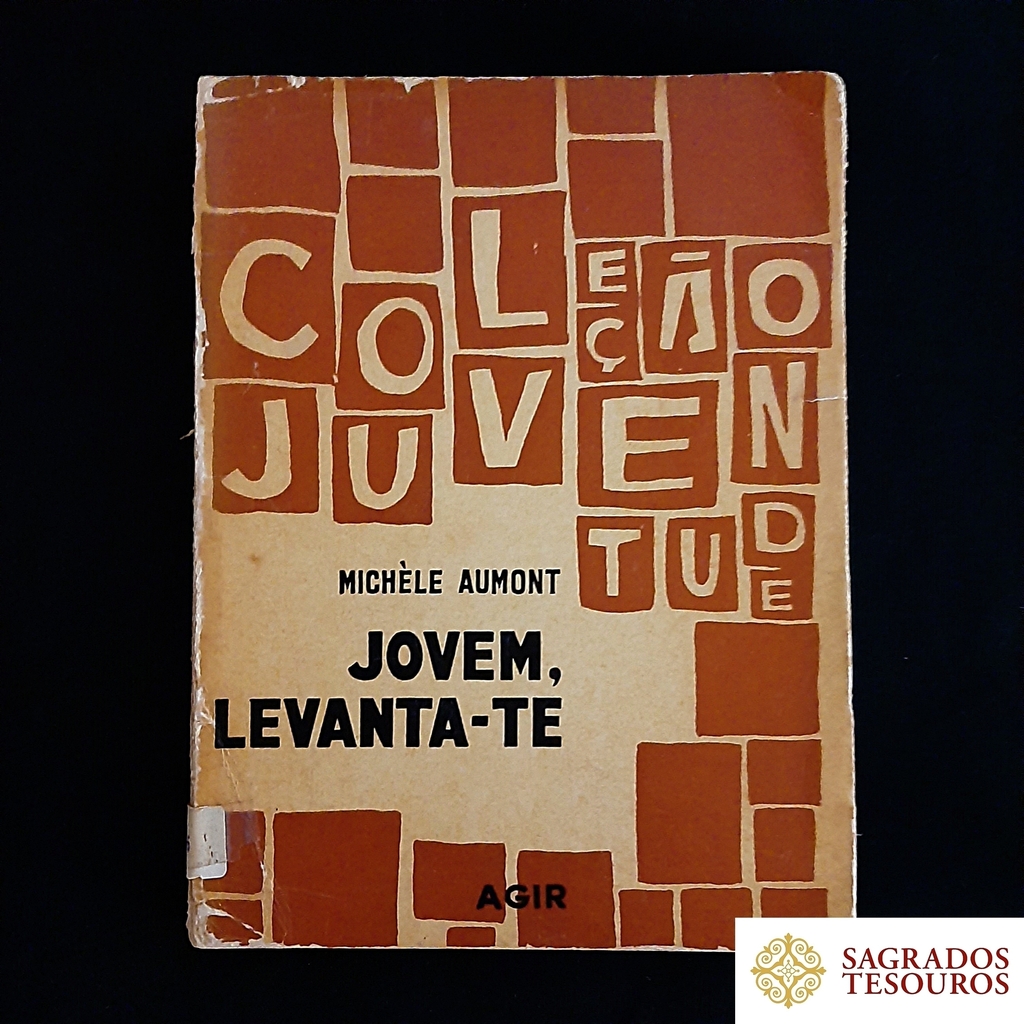 COLEÇÃO
JUVENTUDE
MICHÈLE AUMONT
JOVEM,
LEVANTA-TE
AGIR
SAGRADOS
TESOUROS